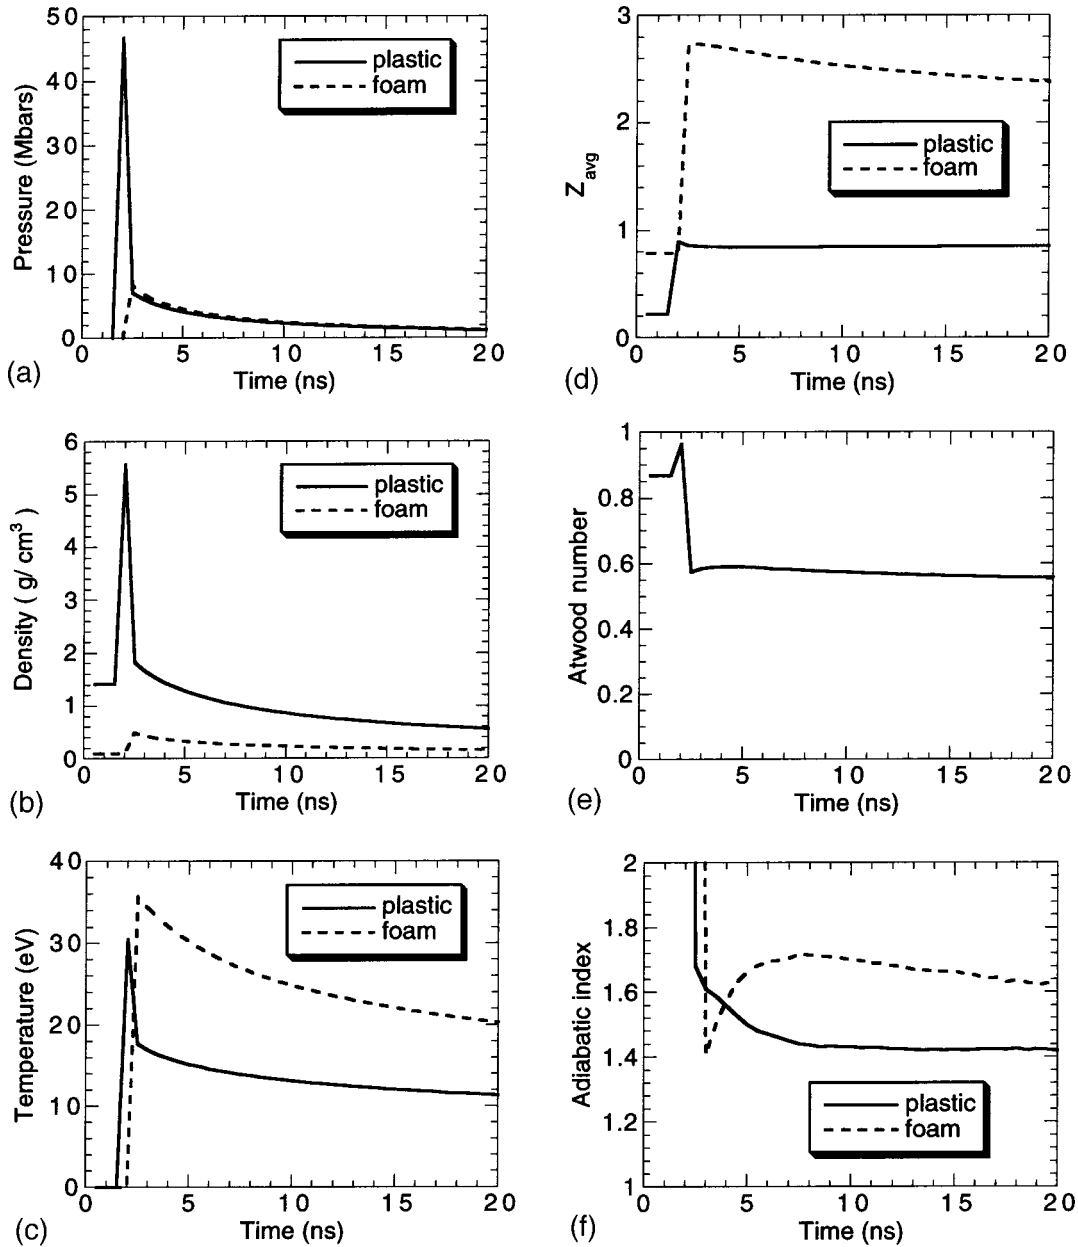 50
40
30
20
10
0
Pressure (Mbars)
plastic
foam
0 5 10 15 20
Time (ns)
(a)
3
2
1
0
Z avg
plastic
foam
0 5 10 15 20
Time (ns)
(d)
6
5
4
3
2
1
0
Density ( g/ cm3 )
plastic
foam
0 5 10 15 20
Time (ns)
(b)
1
0.8
0.6
0.4
0.2
0
Atwood number
0 5 10 15 20
Time (ns)
(e)
40
30
20
10
0
Temperature (eV)
plastic
foam
0 5 10 15 20
Time (ns)
(c)
2
1.8
1.6
1.4
1.2
1
Adiabatic index
plastic
foam
0 5 10 15 20
Time (ns)
(f)